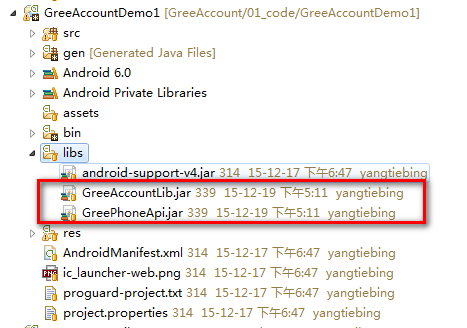 GreeAccountDemo1 [GreeAccount/01_code/GreeAccountDemo1]
src
gen [Generated Java Files]
Android 6.0
Android Private Libraries
assets
bin
libs
android-support-v4.jar 314 15-12-17 下午6:47 yangtiebing
GreeAccountLib.jar 339 15-12-19 下午5:11 yangtiebing
GreePhoneApi.jar 339 15-12-19 下午5:11 yangtiebing
res
AndroidManifest.xml 314 15-12-17 下午6:47 yangtiebing
ic_launcher-web.png 314 15-12-17 下午6:47 yangtiebing
proguard-project.txt 314 15-12-17 下午6:47 yangtiebing
project.properties 314 15-12-17 下午6:47 yangtiebing